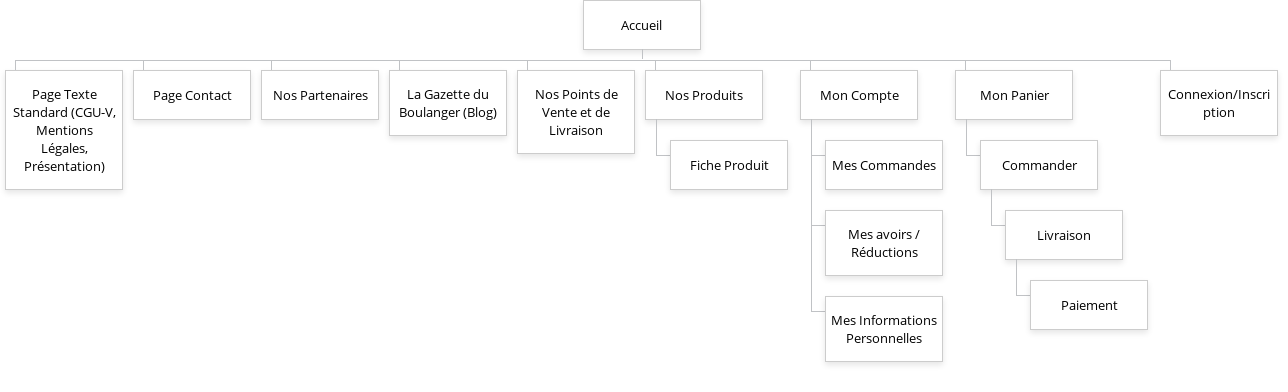 Accueil
Page Texte
Standard (CGU-V,
Mentions
Légales,
Présentation)
Page Contact
Nos Partenaires
La Gazette du
Boulanger (Blog)
Nos Points de
Vente et de
Livraison
Nos Produits
Mon Compte
Mon Panier
Connexion/Inscri
ption
Fiche Produit
Mes Commandes
Commander
Mes avoirs /
Réductions
Livraison
Mes Informations
Personnelles
Paiement